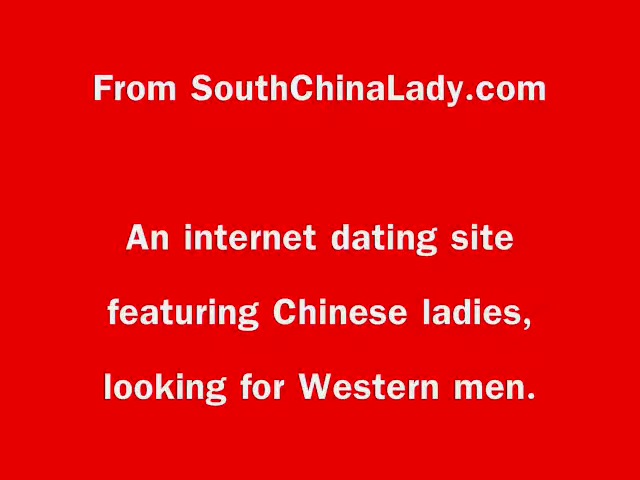 From SouthChinaLady.com
An internet dating site
featuring Chinese ladies,
looking for Western men.